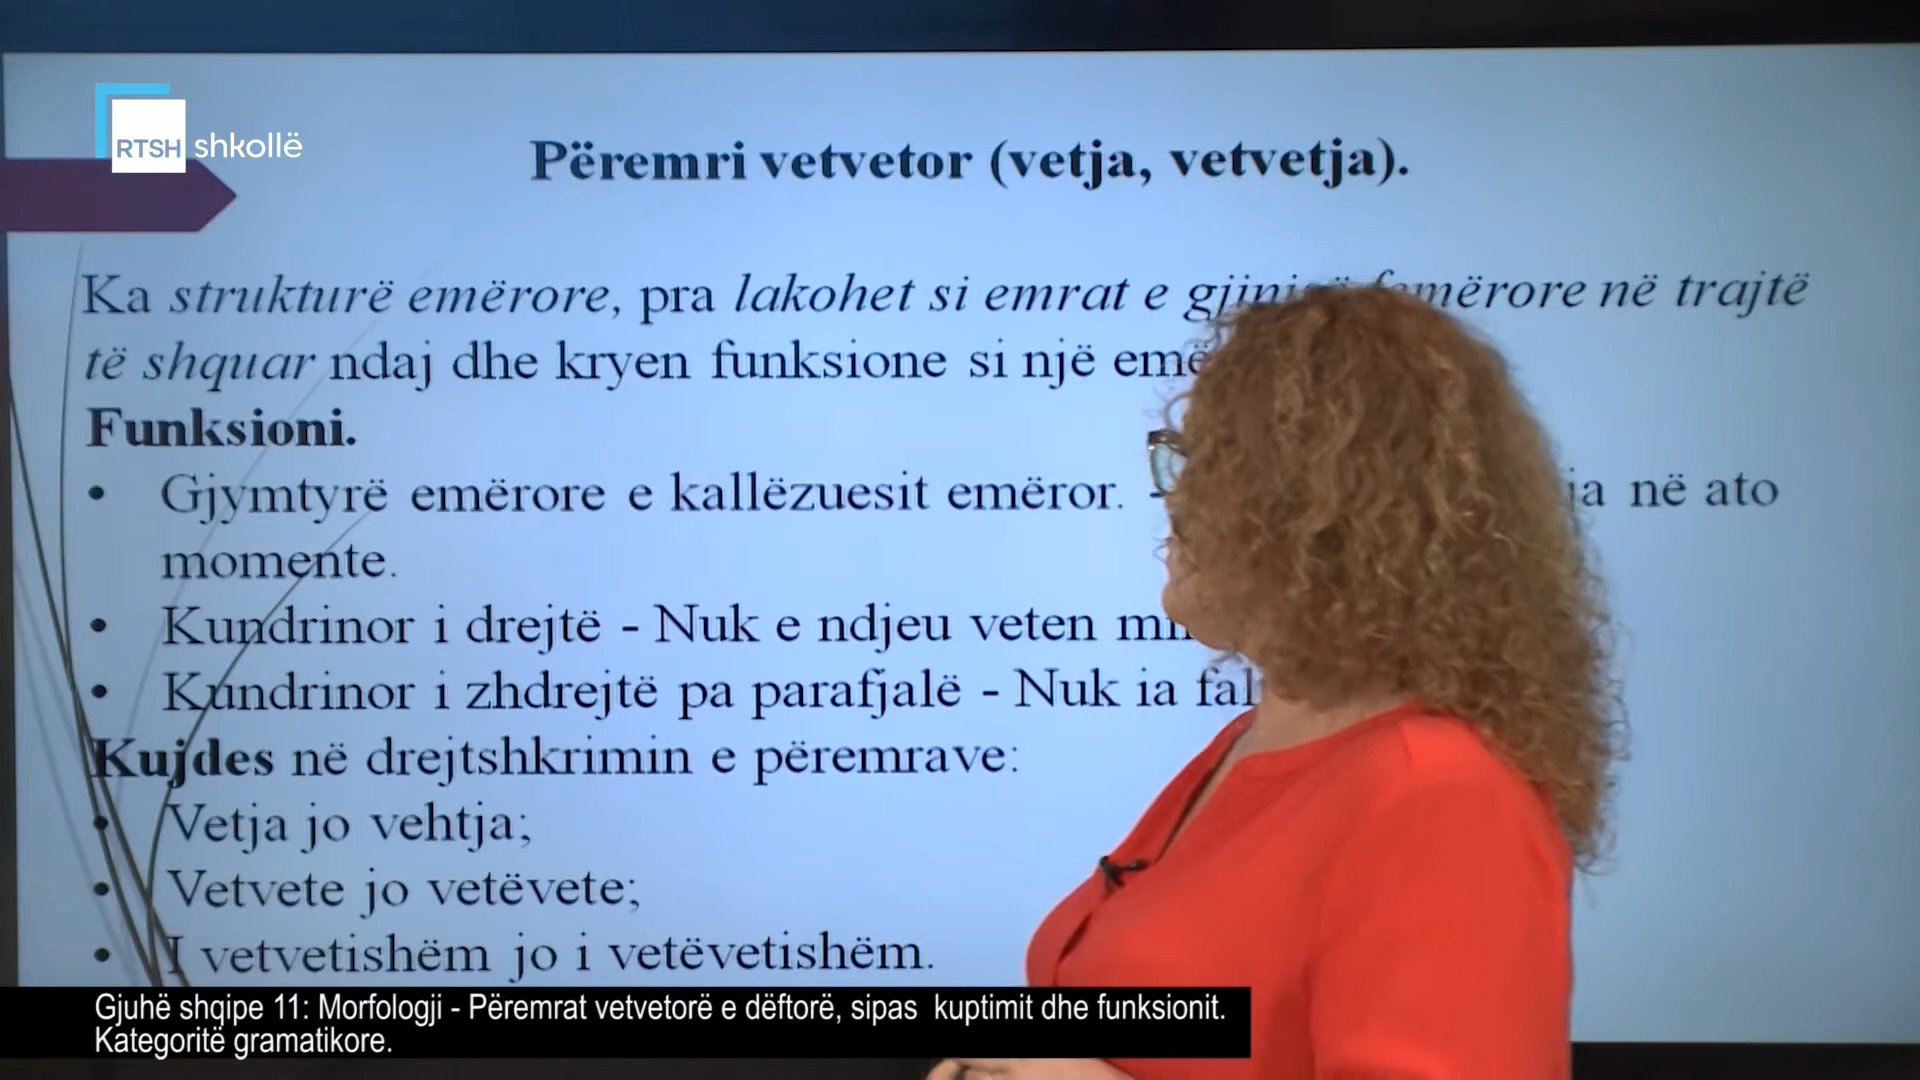 RTSH shkollë
Përemri vetvetor (vetja, vetvetja).
Ka strukturë emërore, pra lakohet si emrat e gjinisë femërore në trajtë
të shquar ndaj dhe kryen funksione si një
Funksioni.
• Gjymtyrë emërore e kallëzuesit emëror. në ato
momente.
• Kundrinor i drejtë - Nuk e ndjeu veten
• Kundrinor i zhdrejtë pa parafjalë - Nuk ia
Kujdes në drejtshkrimin e përemrave:
• Vetja jo vehtja;
• Vetvete jo vetëvete;
• I vetvetishëm jo i vetëvetishëm.
Gjuhë shqipe 11: Morfologji - Përemrat vetvetorë e dëftorë, sipas kuptimit dhe funksionit.
Kategoritë gramatikore.